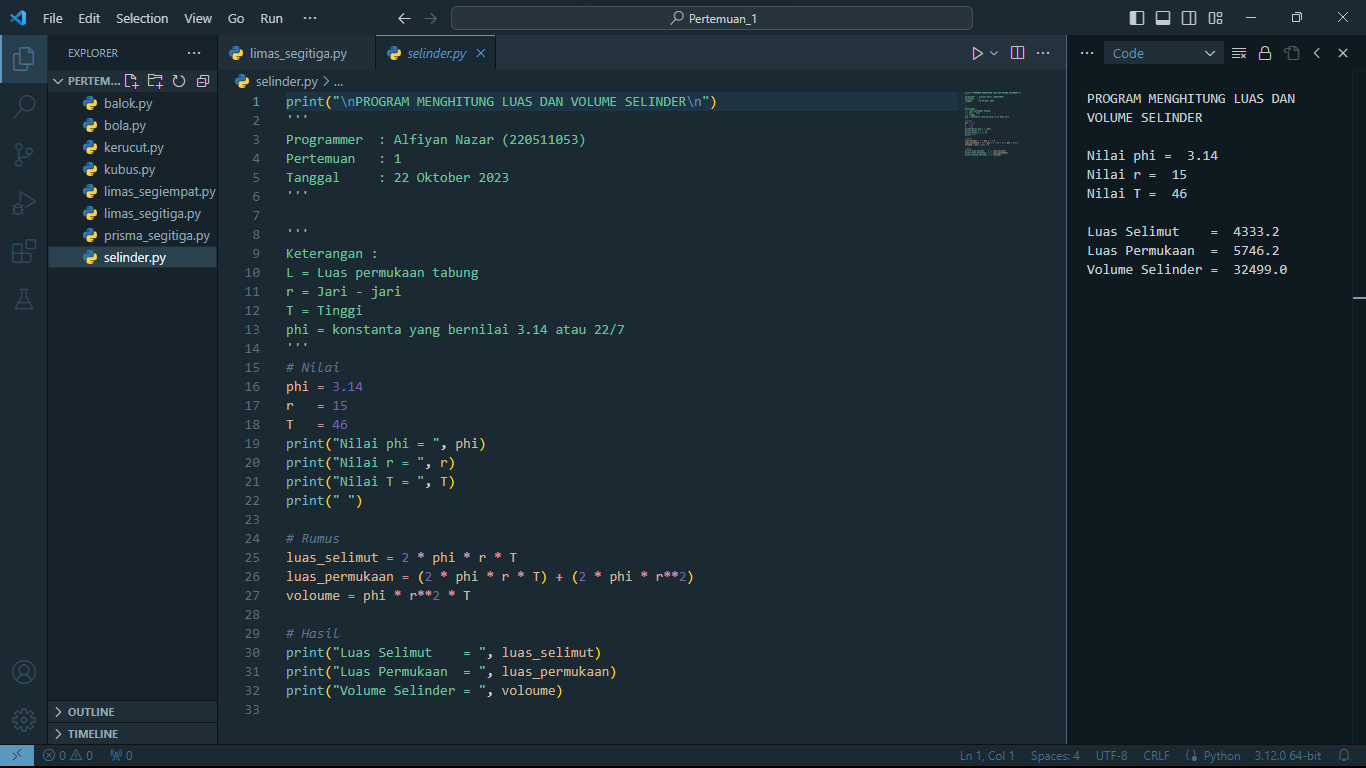 File Edit Selection View Go Run ··· Pertemuan_1
EXPLORER ···
PERTEM...
balok.py
bola.py
kerucut.py
kubus.py
limas_segiempat.py
limas_segitiga.py
prisma_segitiga.py
selinder.py
OUTLINE
TIMELINE
limas_segitiga.py selinder.py
selinder.py > ...
1 print("\nPROGRAM MENGHITUNG LUAS DAN VOLUME SELINDER\n")
2 '''
3 Programmer : Alfiyan Nazar (220511053)
4 Pertemuan : 1
5 Tanggal : 22 Oktober 2023
6 '''
7
8 '''
9 Keterangan :
10 L = Luas permukaan tabung
11 r = Jari - jari
12 T = Tinggi
13 phi = konstanta yang bernilai 3.14 atau 22/7
14 '''
15 # Nilai
16 phi = 3.14
17 r = 15
18 T = 46
19 print("Nilai phi = ", phi)
20 print("Nilai r = ", r)
21 print("Nilai T = ", T)
22 print(" ")
23
24 # Rumus
25 luas_selimut = 2 * phi * r * T
26 luas_permukaan = (2 * phi * r * T) + (2 * phi * r**2)
27 voloume = phi * r**2 * T
28
29 # Hasil
30 print("Luas Selimut    = ", luas_selimut)
31 print("Luas Permukaan  = ", luas_permukaan)
32 print("Volume Selinder = ", voloume)
33
··· Code
PROGRAM MENGHITUNG LUAS DAN
VOLUME SELINDER
Nilai phi =  3.14
Nilai r =  15
Nilai T =  46
Luas Selimut    =  4333.2
Luas Permukaan  =  5746.2
Volume Selinder =  32499.0
0 0 0 Ln 1, Col 1 Spaces: 4 UTF-8 CRLF Python 3.12.0 64-bit